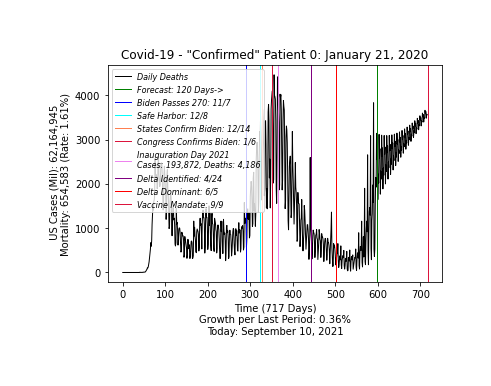 Covid-19 - "Confirmed" Patient 0: January 21, 2020
US Cases (Mil): 62,164,945
Mortality: 654,583 (Rate: 1.61%)
4000
3000
2000
1000
0
Daily Deaths
Forecast: 120 Days->
Biden Passes 270: 11/7
Safe Harbor: 12/8
States Confirm Biden: 12/14
Congress Confirms Biden: 1/6
Inauguration Day 2021
Cases:193,872, Deaths: 4,186
Delta Identified: 4/24
Delta Dominant: 6/5
Vaccine Mandate: 9/9
0 100 200 300 400 500 600 700
Time (717 Days)
Growth per Last Period: 0.36%
Today: September 10, 2021